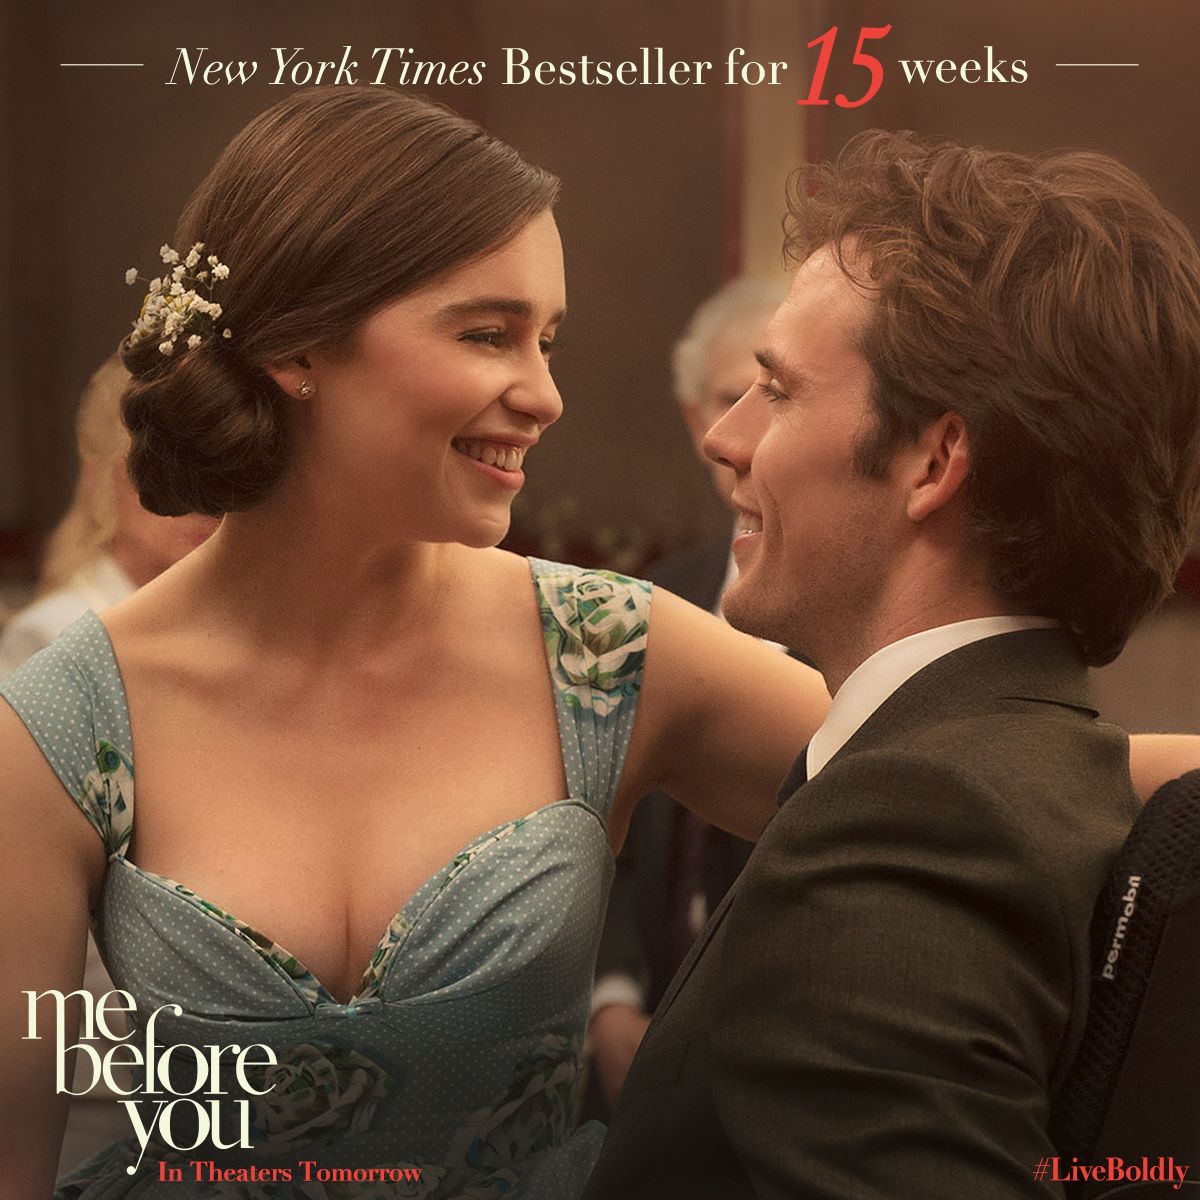 New York Times Bestseller for 15 weeks
permobil
me
before
you
In Theaters Tomorrow
#LiveBoldly